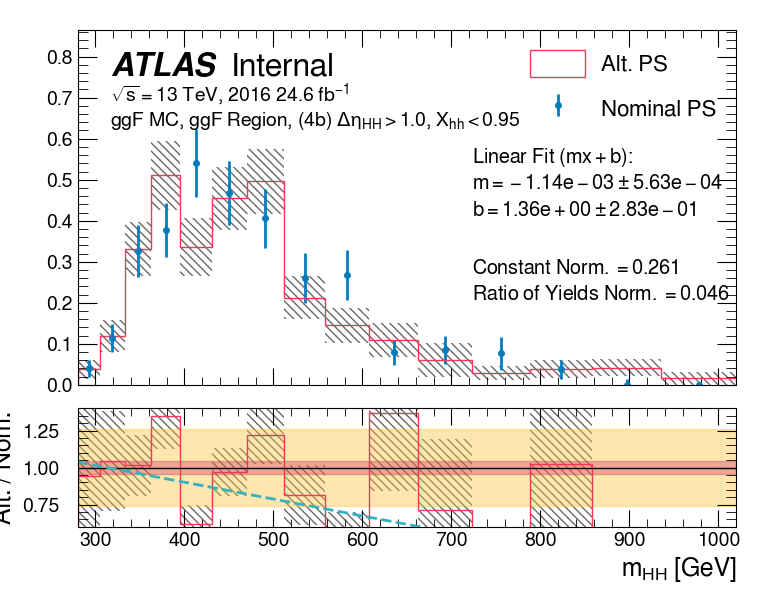 ATLAS Internal
√s = 13 TeV, 2016 24.6 fb⁻¹
ggF MC, ggF Region, (4b) Δη_HH > 1.0, X_hh < 0.95
Alt. PS
Nominal PS
Linear Fit (mx + b):
m = − 1.14e − 03 ± 5.63e − 04
b = 1.36e + 00 ± 2.83e − 01
Constant Norm. = 0.261
Ratio of Yields Norm. = 0.046
0.8
0.7
0.6
0.5
0.4
0.3
0.2
0.1
0.0
Alt. / Nom.
1.25
1.00
0.75
300 400 500 600 700 800 900 1000
m_HH [GeV]